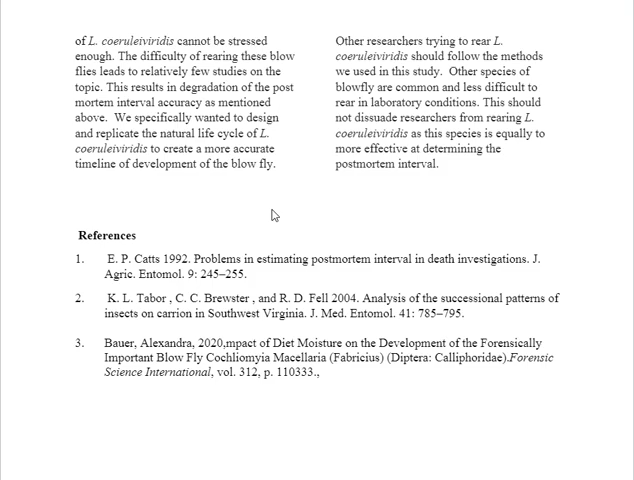 of L. coeruleiviridis cannot be stressed
enough. The difficulty of rearing these blow
flies leads to relatively few studies on the
topic. This results in degradation of the post
mortem interval accuracy as mentioned
above.  We specifically wanted to design
and replicate the natural life cycle of L.
coeruleiviridis to create a more accurate
timeline of development of the blow fly.
Other researchers trying to rear L.
coeruleiviridis should follow the methods
we used in this study.  Other species of
blowfly are common and less difficult to
rear in laboratory conditions. This should
not dissuade researchers from rearing L.
coeruleiviridis as this species is equally to
more effective at determining the
postmortem interval.
References
1. E. P. Catts 1992. Problems in estimating postmortem interval in death investigations. J.
Agric. Entomol. 9: 245–255.
2. K. L. Tabor , C. C. Brewster , and R. D. Fell 2004. Analysis of the successional patterns of
insects on carrion in Southwest Virginia. J. Med. Entomol. 41: 785–795.
3. Bauer, Alexandra, 2020,mpact of Diet Moisture on the Development of the Forensically
Important Blow Fly Cochliomyia Macellaria (Fabricius) (Diptera: Calliphoridae).Forensic
Science International, vol. 312, p. 110333.,